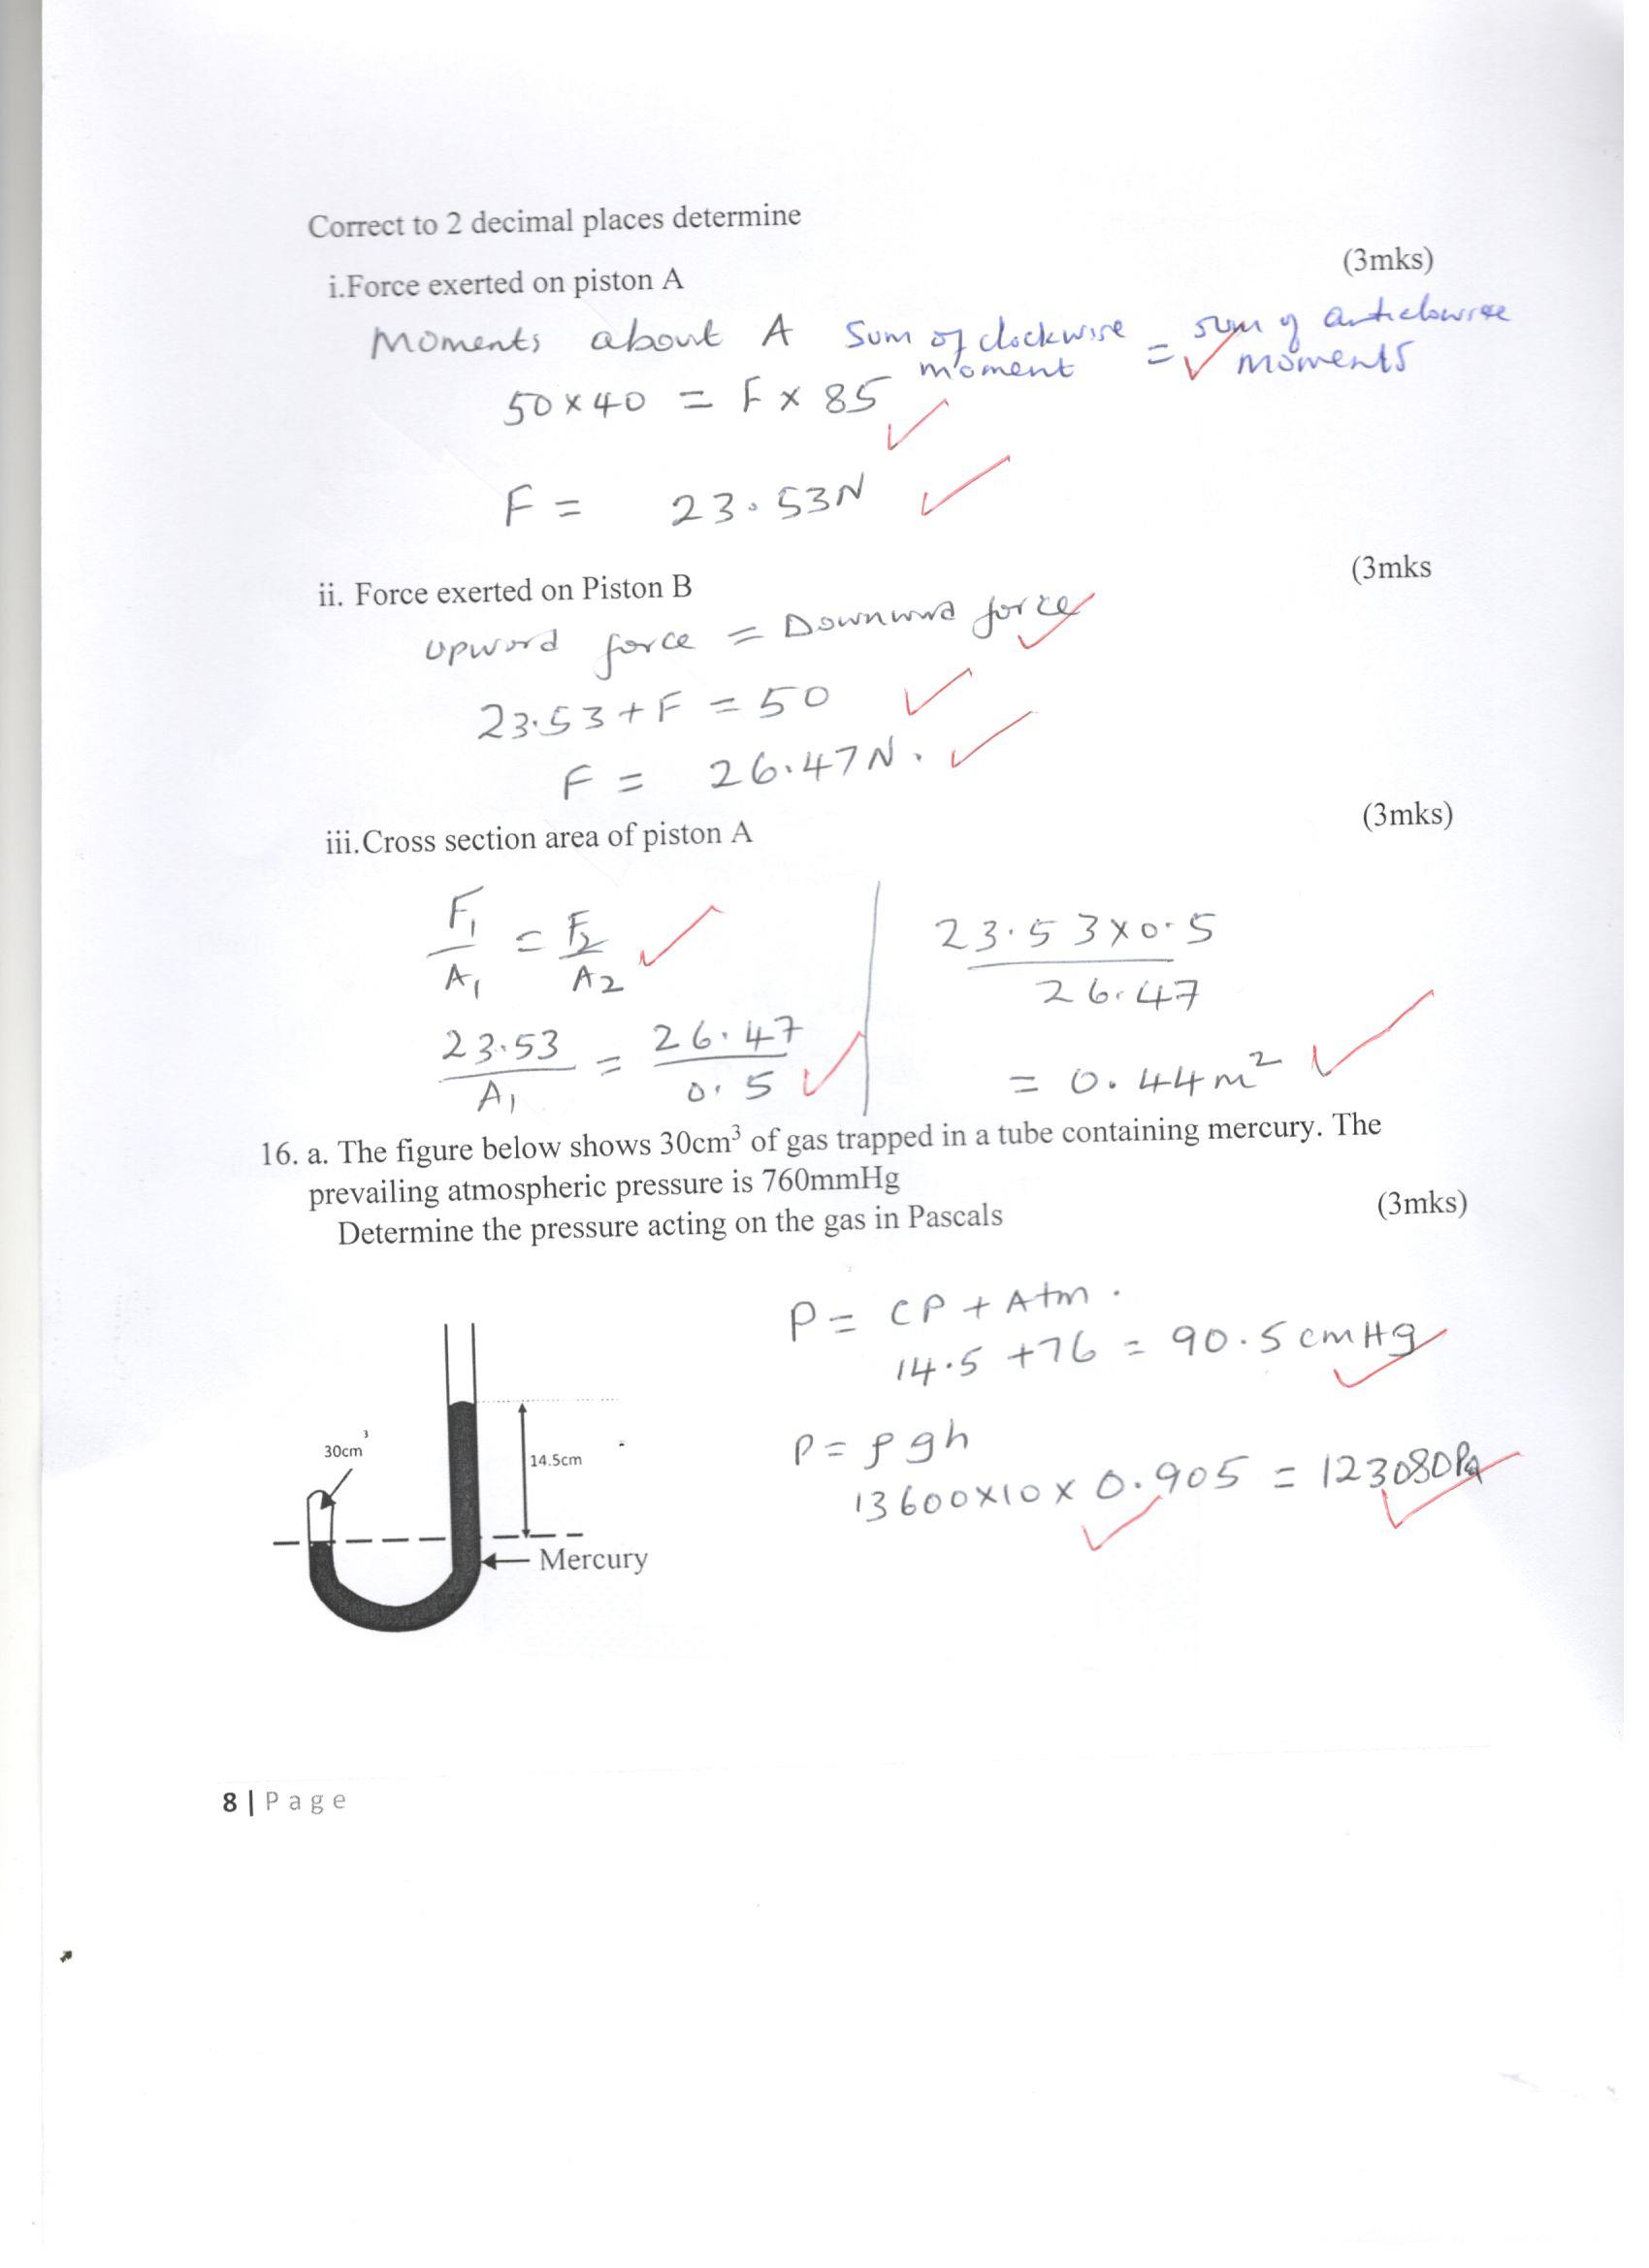 Correct to 2 decimal places determine
(3mks)
i.Force exerted on piston A
Moments about A Sum of clockwise moment = sum of anticlowise moments
50 x 40 = F x 85
F = 23.53N
(3mks
ii. Force exerted on Piston B
upword force = Downwrd force
23.53 + F = 50
F = 26.47N.
(3mks)
iii.Cross section area of piston A
F₁/A₁ = F₂/A₂
23.53/A₁ = 26.47/0.5
23.53 x 0.5/26.47
= 0.44m²
16. a. The figure below shows 30cm³ of gas trapped in a tube containing mercury. The
prevailing atmospheric pressure is 760mmHg
Determine the pressure acting on the gas in Pascals
(3mks)
P = CP + Atm.
14.5 + 76 = 90.5 cmHg
P = ρgh
13600x10 x 0.905 = 123080Pa
30cm³
14.5cm
Mercury
8 | Page